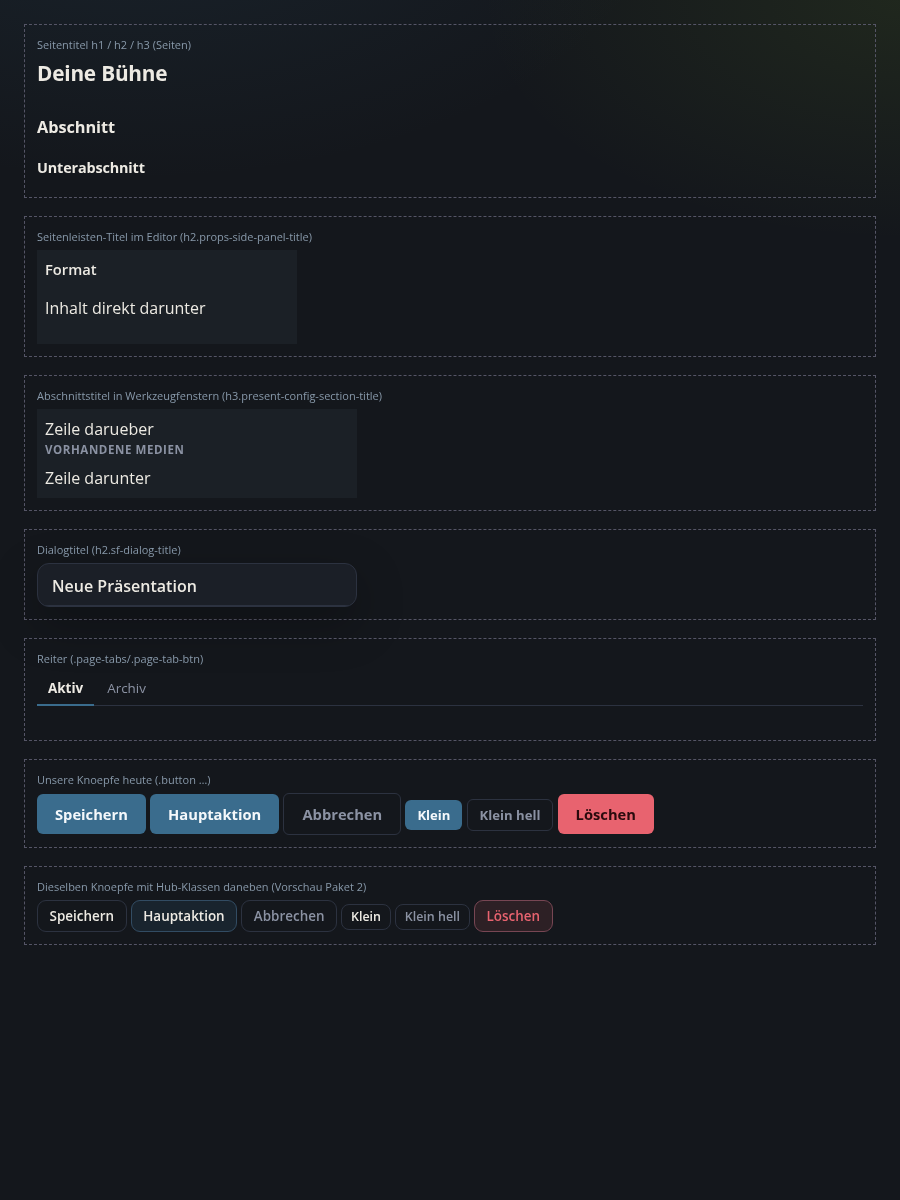 Seitentitel h1 / h2 / h3 (Seiten)
Deine Bühne
Abschnitt
Unterabschnitt
Seitenleisten-Titel im Editor (h2.props-side-panel-title)
Format
Inhalt direkt darunter
Abschnittstitel in Werkzeugfenstern (h3.present-config-section-title)
Zeile darueber
VORHANDENE MEDIEN
Zeile darunter
Dialogtitel (h2.sf-dialog-title)
Neue Präsentation
Reiter (.page-tabs/.page-tab-btn)
Aktiv Archiv
Unsere Knoepfe heute (.button ...)
Speichern Hauptaktion Abbrechen Klein Klein hell Löschen
Dieselben Knoepfe mit Hub-Klassen daneben (Vorschau Paket 2)
Speichern Hauptaktion Abbrechen Klein Klein hell Löschen